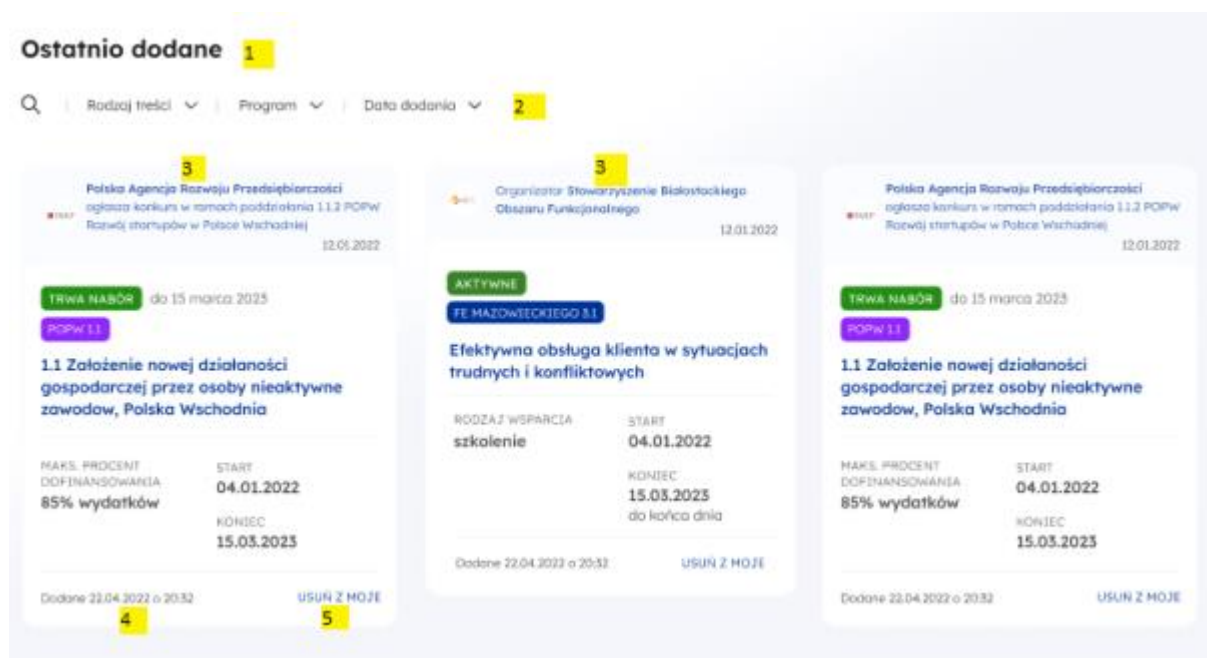 Ostatnio dodane 1
Rodzaj treści Program Data dodania 2
3
Polska Agencja Rozwoju Przedsiębiorczości
ogłasza konkurs w ramach poddziałania 1.1.2 POPW
Rozwój startupów w Polsce Wschodniej
12.01.2022
TRWA NABÓR do 15 marca 2023
POPW 1.1
1.1 Założenie nowej działaności
gospodarczej przez osoby nieaktywne
zawodow, Polska Wschodnia
MAKS. PROCENT
DOFINANSOWANIA
85% wydatków
START
04.01.2022
KONIEC
15.03.2023
Dodane 22.04.2022 o 20:32 USUŃ Z MOJE
4 5
3
Organizator Stowarzyszenie Białostockiego
Obszaru Funkcjonalnego
12.01.2022
AKTYWNE
FE MAZOWIECKIEGO 3.1
Efektywna obsługa klienta w sytuacjach
trudnych i konfliktowych
RODZAJ WSPARCIA
szkolenie
START
04.01.2022
KONIEC
15.03.2023
do końca dnia
Dodane 22.04.2022 o 20:32 USUŃ Z MOJE
Polska Agencja Rozwoju Przedsiębiorczości
ogłasza konkurs w ramach poddziałania 1.1.2 POPW
Rozwój startupów w Polsce Wschodniej
12.01.2022
TRWA NABÓR do 15 marca 2023
POPW 1.1
1.1 Założenie nowej działaności
gospodarczej przez osoby nieaktywne
zawodow, Polska Wschodnia
MAKS. PROCENT
DOFINANSOWANIA
85% wydatków
START
04.01.2022
KONIEC
15.03.2023
Dodane 22.04.2022 o 20:32 USUŃ Z MOJE